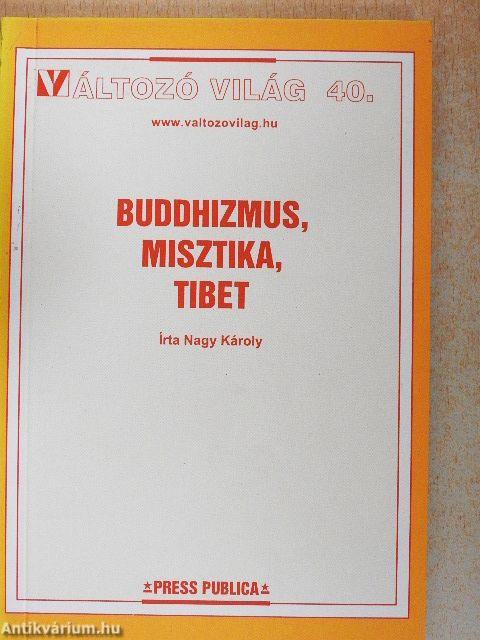 VÁLTOZÓ VILÁG 40.
www.valtozovilag.hu
BUDDHIZMUS,
MISZTIKA,
TIBET
Írta Nagy Károly
*PRESS PUBLICA*
Antikvárium.hu